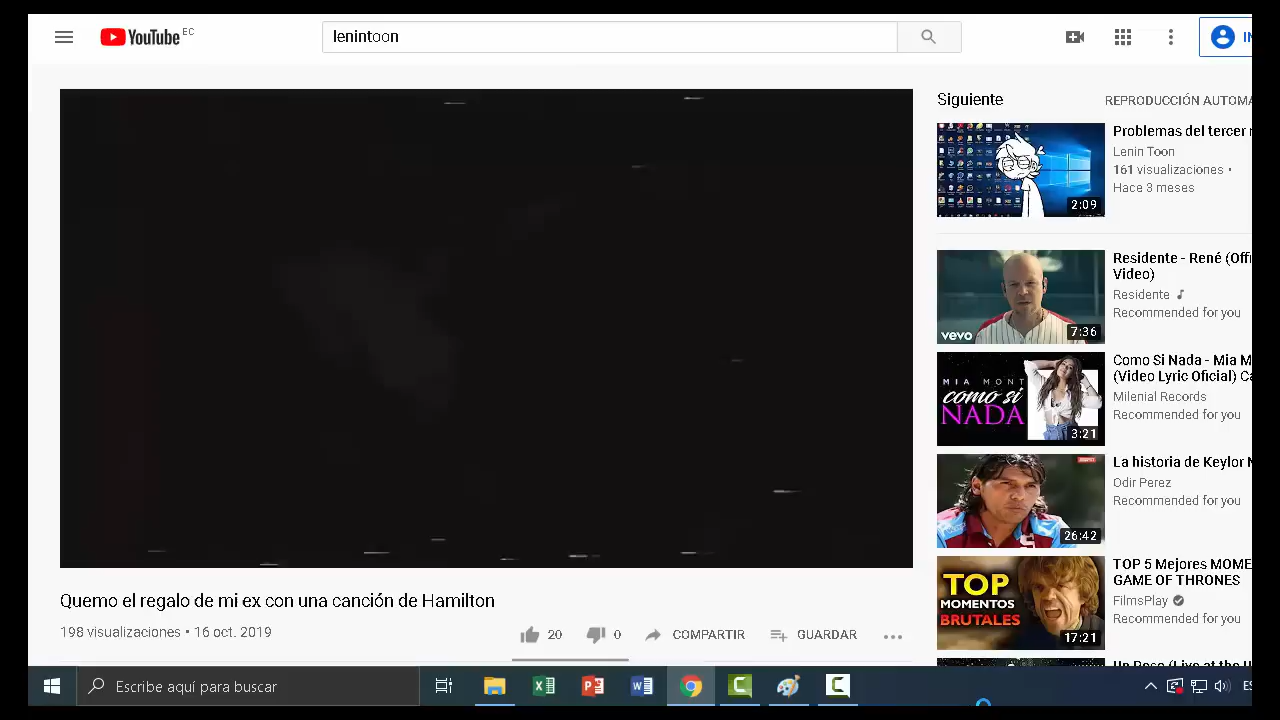 YouTube EC
lenintoon
IN
Siguiente
REPRODUCCIÓN AUTOMA
2:09
Problemas del tercer
Lenin Toon
161 visualizaciones •
Hace 3 meses
vevo
7:36
Residente - René (Offi
Video)
Residente
Recommended for you
MIA MONT
como si
NADA
3:21
Como Si Nada - Mia M
(Video Lyric Oficial) Ca
Milenial Records
Recommended for you
26:42
La historia de Keylor N
Odir Perez
Recommended for you
TOP
MOMENTOS
BRUTALES
17:21
TOP 5 Mejores MOME
GAME OF THRONES
FilmsPlay
Recommended for you
Quemo el regalo de mi ex con una canción de Hamilton
198 visualizaciones • 16 oct. 2019
20
0
COMPARTIR
GUARDAR
Escribe aquí para buscar
ES